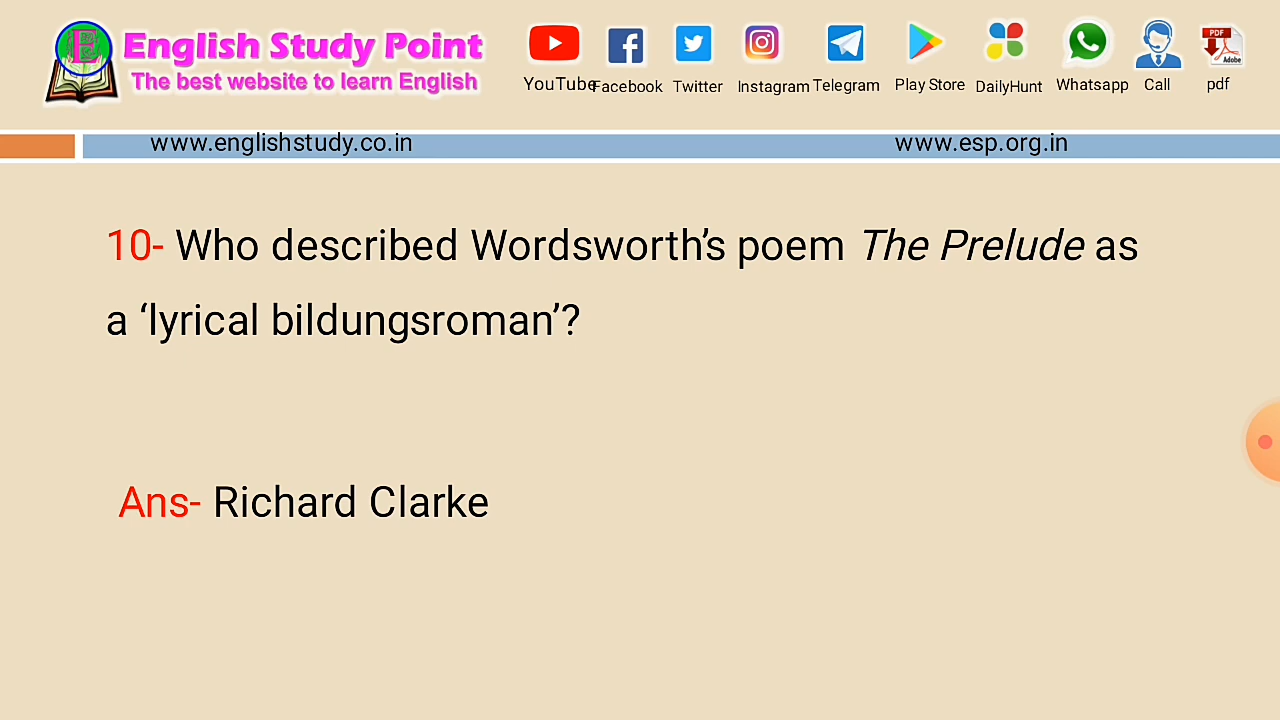 English Study Point
The best website to learn English
YouTube Facebook Twitter Instagram Telegram Play Store DailyHunt Whatsapp Call pdf
PDF
Adobe
www.englishstudy.co.in www.esp.org.in
10- Who described Wordsworth’s poem The Prelude as
a ‘lyrical bildungsroman’?
Ans- Richard Clarke